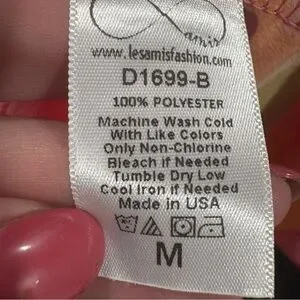 amis
www.lesamisfashion.com
D1699-B
100% POLYESTER
Machine Wash Cold
With Like Colors
Only Non-Chlorine
Bleach if Needed
Tumble Dry Low
Cool Iron if Needed
Made in USA
M